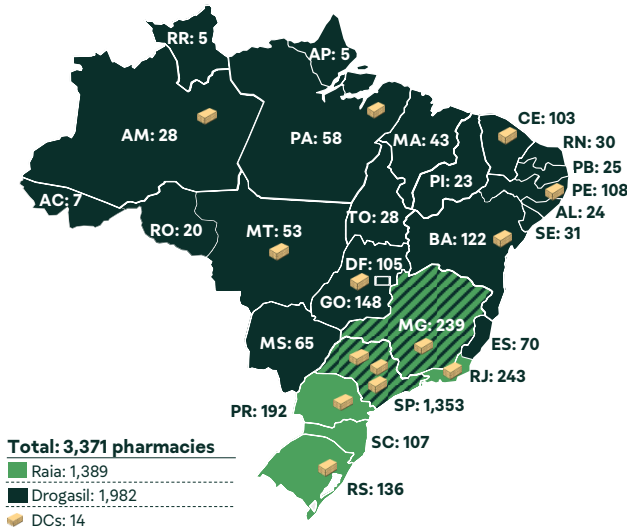 RR: 5
AP: 5
AM: 28
PA: 58
MA: 43
CE: 103
RN: 30
PB: 25
PI: 23
PE: 108
AC: 7
AL: 24
TO: 28
RO: 20
MT: 53
BA: 122
SE: 31
DF: 105
GO: 148
MG: 239
MS: 65
ES: 70
RJ: 243
PR: 192
SP: 1,353
SC: 107
RS: 136
Total: 3,371 pharmacies
Raia: 1,389
Drogasil: 1,982
DCs: 14